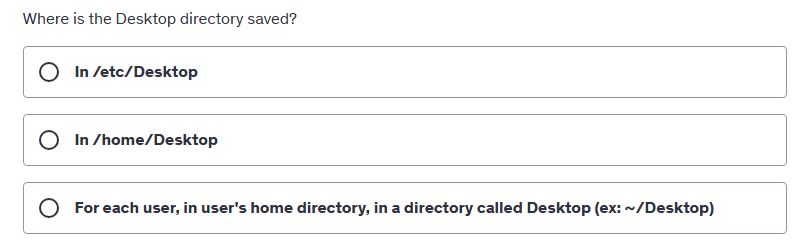 Where is the Desktop directory saved?
In /etc/Desktop
In /home/Desktop
For each user, in user's home directory, in a directory called Desktop (ex: ~/Desktop)